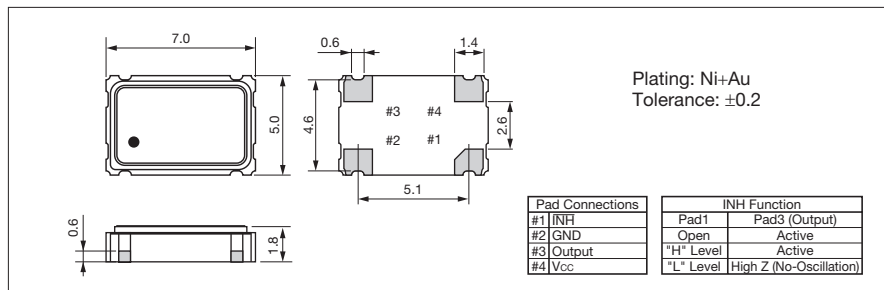 7.0
5.0
0.6
1.8
0.6
1.4
4.6
#3 #4
#2 #1
2.6
5.1
Plating: Ni+Au
Tolerance: ±0.2
Pad Connections
#1 INH
#2 GND
#3 Output
#4 Vcc
INH Function
Pad1 Pad3 (Output)
Open Active
"H" Level Active
"L" Level High Z (No-Oscillation)